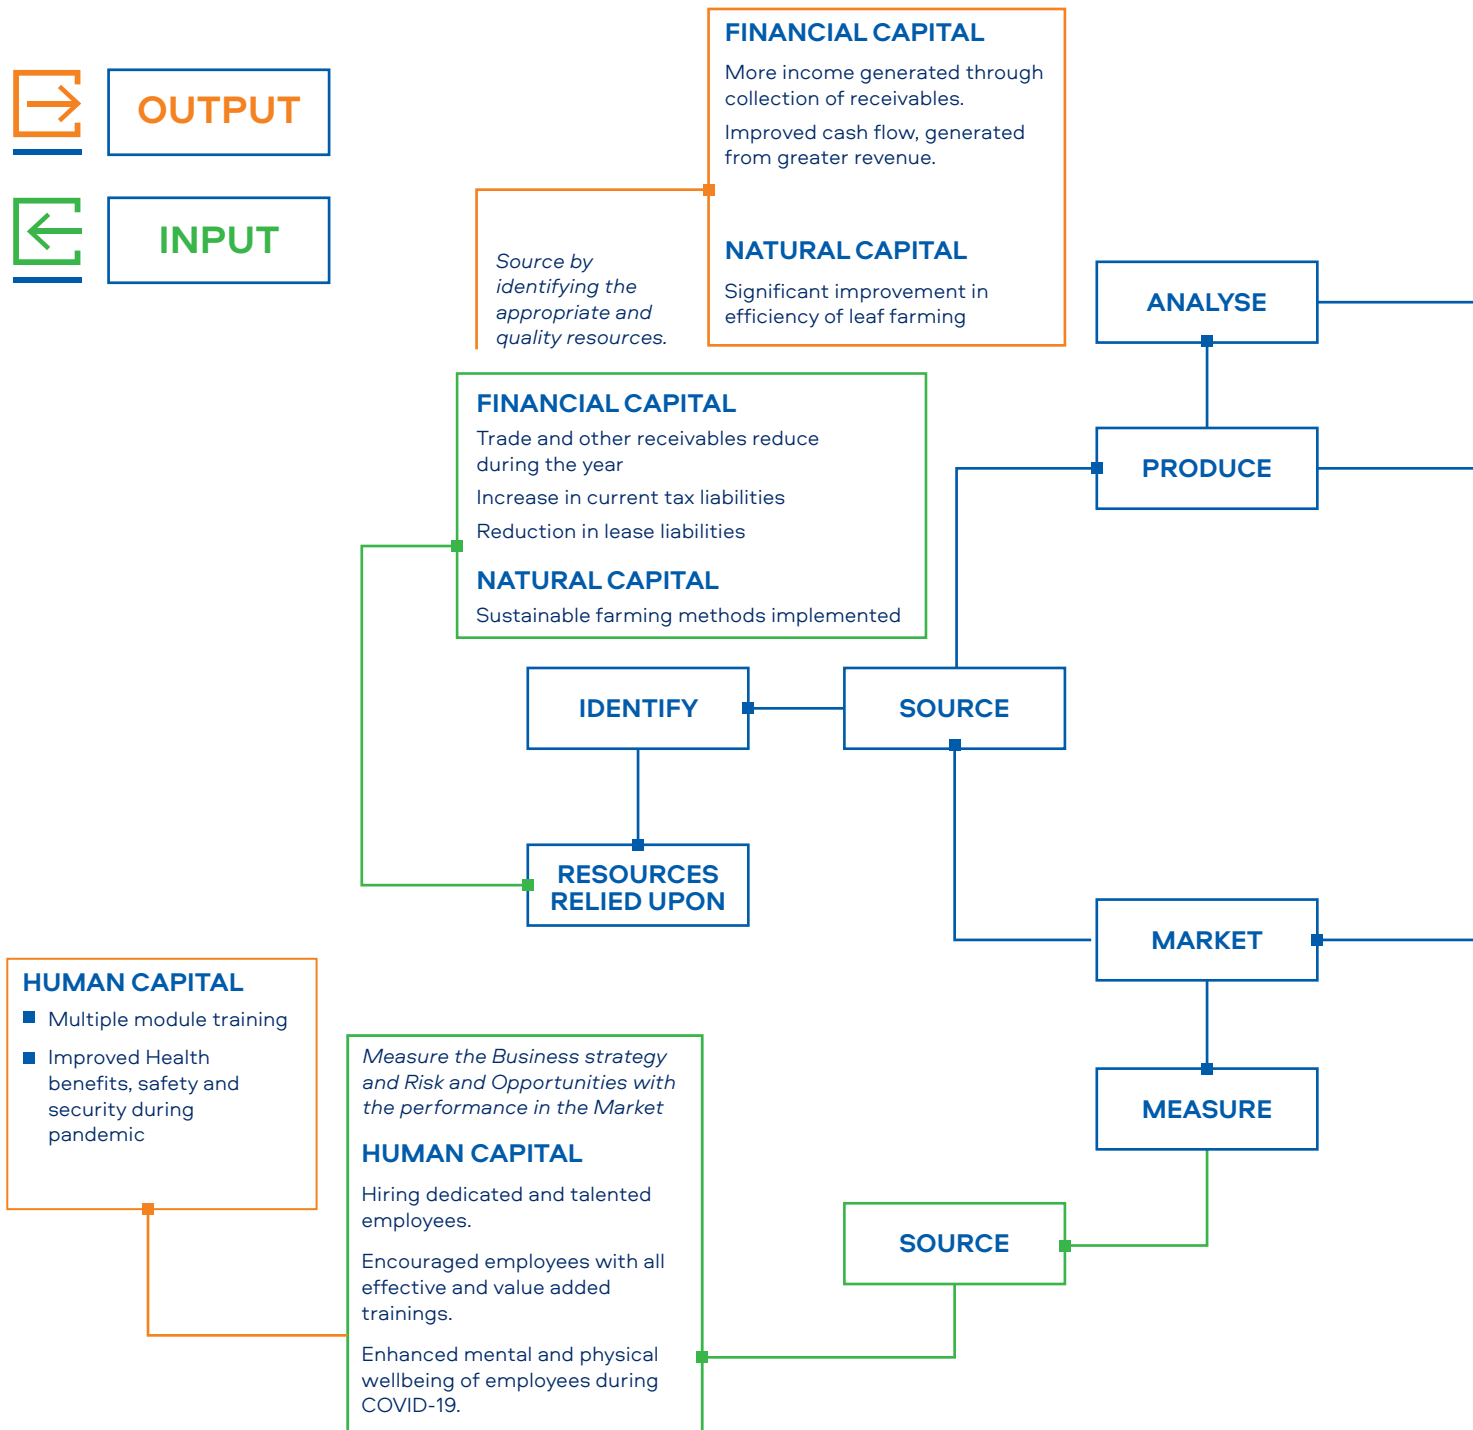 OUTPUT
INPUT
FINANCIAL CAPITAL
More income generated through
collection of receivables.
Improved cash flow, generated
from greater revenue.
NATURAL CAPITAL
Significant improvement in
efficiency of leaf farming
Source by
identifying the
appropriate and
quality resources.
ANALYSE
PRODUCE
FINANCIAL CAPITAL
Trade and other receivables reduce
during the year
Increase in current tax liabilities
Reduction in lease liabilities
NATURAL CAPITAL
Sustainable farming methods implemented
IDENTIFY
SOURCE
RESOURCES
RELIED UPON
MARKET
MEASURE
HUMAN CAPITAL
Multiple module training
Improved Health
benefits, safety and
security during
pandemic
Measure the Business strategy
and Risk and Opportunities with
the performance in the Market
HUMAN CAPITAL
Hiring dedicated and talented
employees.
Encouraged employees with all
effective and value added
trainings.
Enhanced mental and physical
wellbeing of employees during
COVID-19.
SOURCE